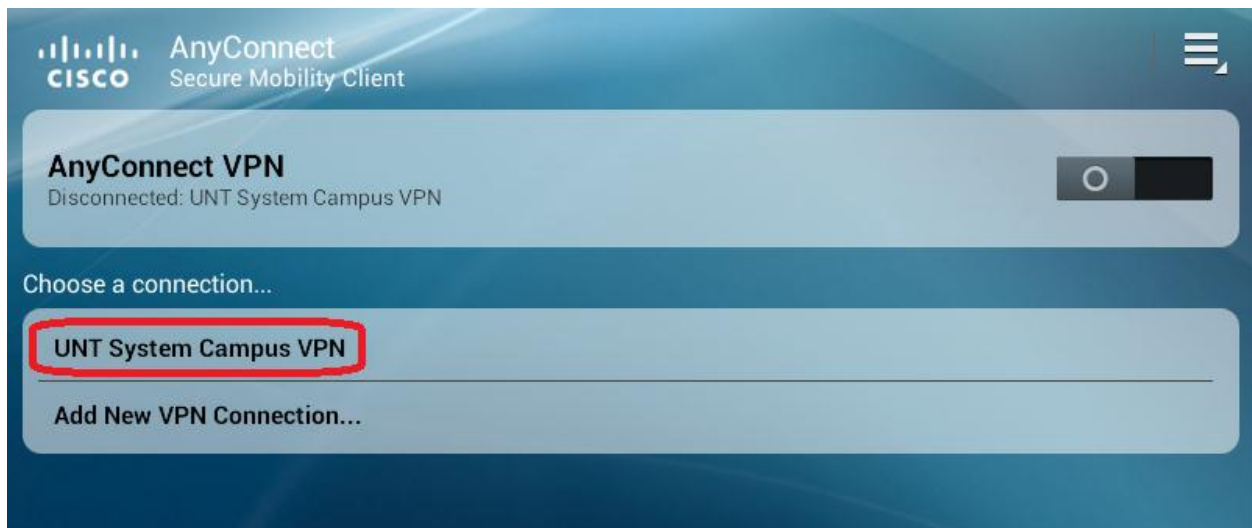 AnyConnect
CISCO Secure Mobility Client
AnyConnect VPN
Disconnected: UNT System Campus VPN
Choose a connection...
UNT System Campus VPN
Add New VPN Connection...